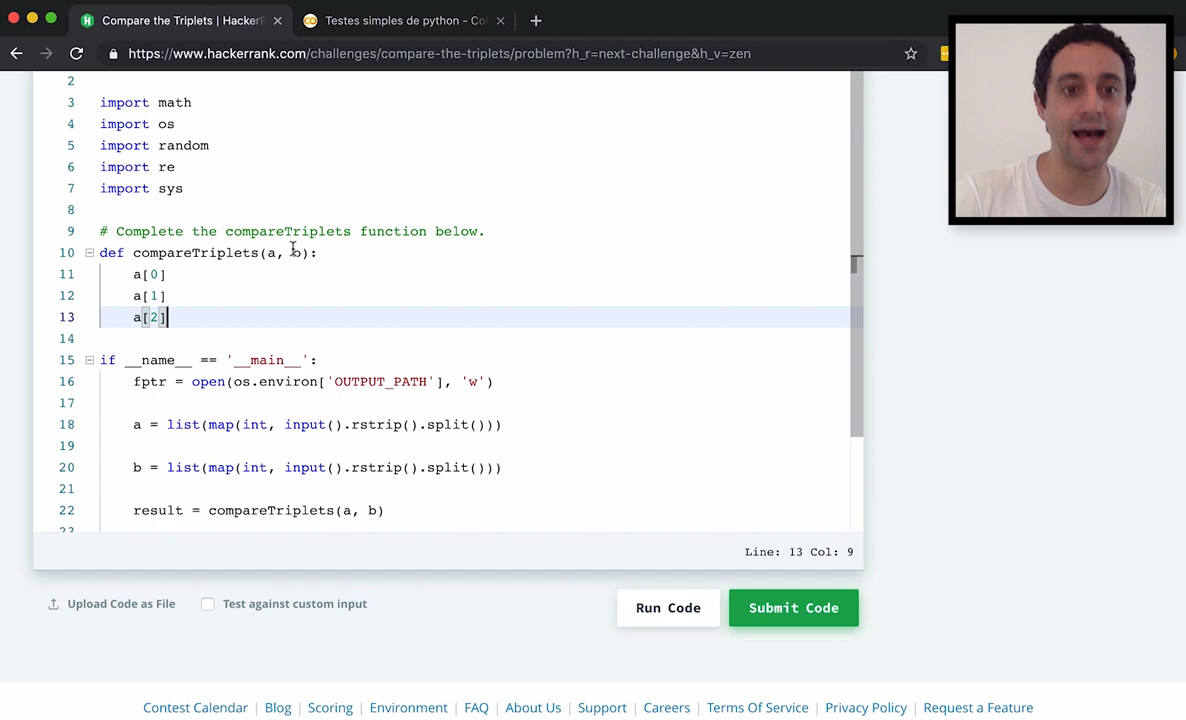 Compare the Triplets | HackerR
Testes simples de python - Co
https://www.hackerrank.com/challenges/compare-the-triplets/problem?h_r=next-challenge&h_v=zen
2
3 import math
4 import os
5 import random
6 import re
7 import sys
8
9 # Complete the compareTriplets function below.
10 def compareTriplets(a, b):
11 a[0]
12 a[1]
13 a[2]
14
15 if __name__ == '__main__':
16 fptr = open(os.environ['OUTPUT_PATH'], 'w')
17
18 a = list(map(int, input().rstrip().split()))
19
20 b = list(map(int, input().rstrip().split()))
21
22 result = compareTriplets(a, b)
23
Line: 13 Col: 9
Upload Code as File Test against custom input Run Code Submit Code
Contest Calendar | Blog | Scoring | Environment | FAQ | About Us | Support | Careers | Terms Of Service | Privacy Policy | Request a Feature